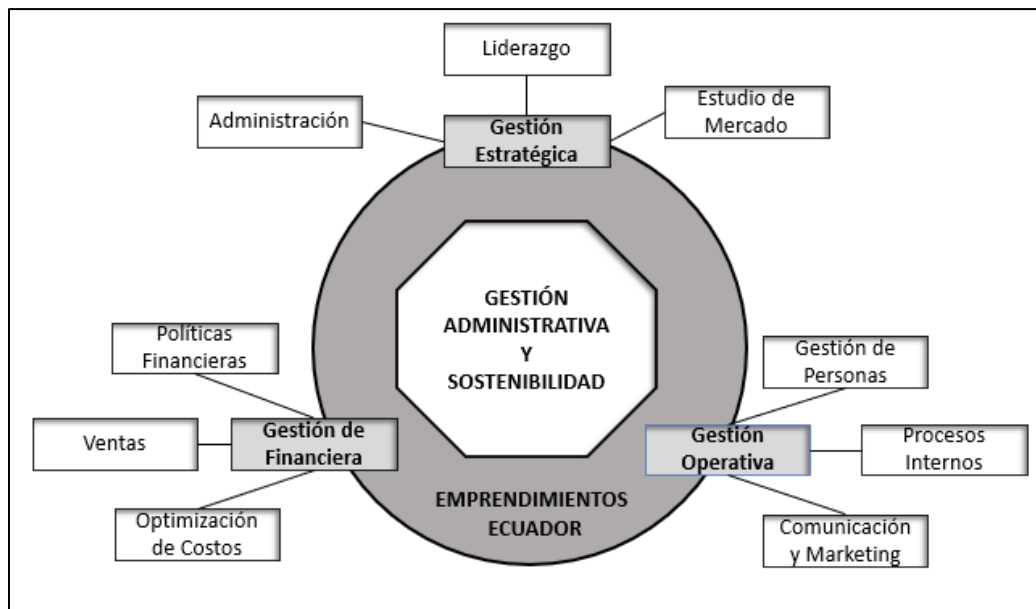 Liderazgo
Administración
Estudio de
Mercado
Gestión
Estratégica
GESTIÓN
ADMINISTRATIVA
Y
SOSTENIBILIDAD
Políticas
Financieras
Ventas
Gestión de
Financiera
Optimización
de Costos
Gestión de
Personas
Gestión
Operativa
Procesos
Internos
Comunicación
y Marketing
EMPRENDIMIENTOS
ECUADOR